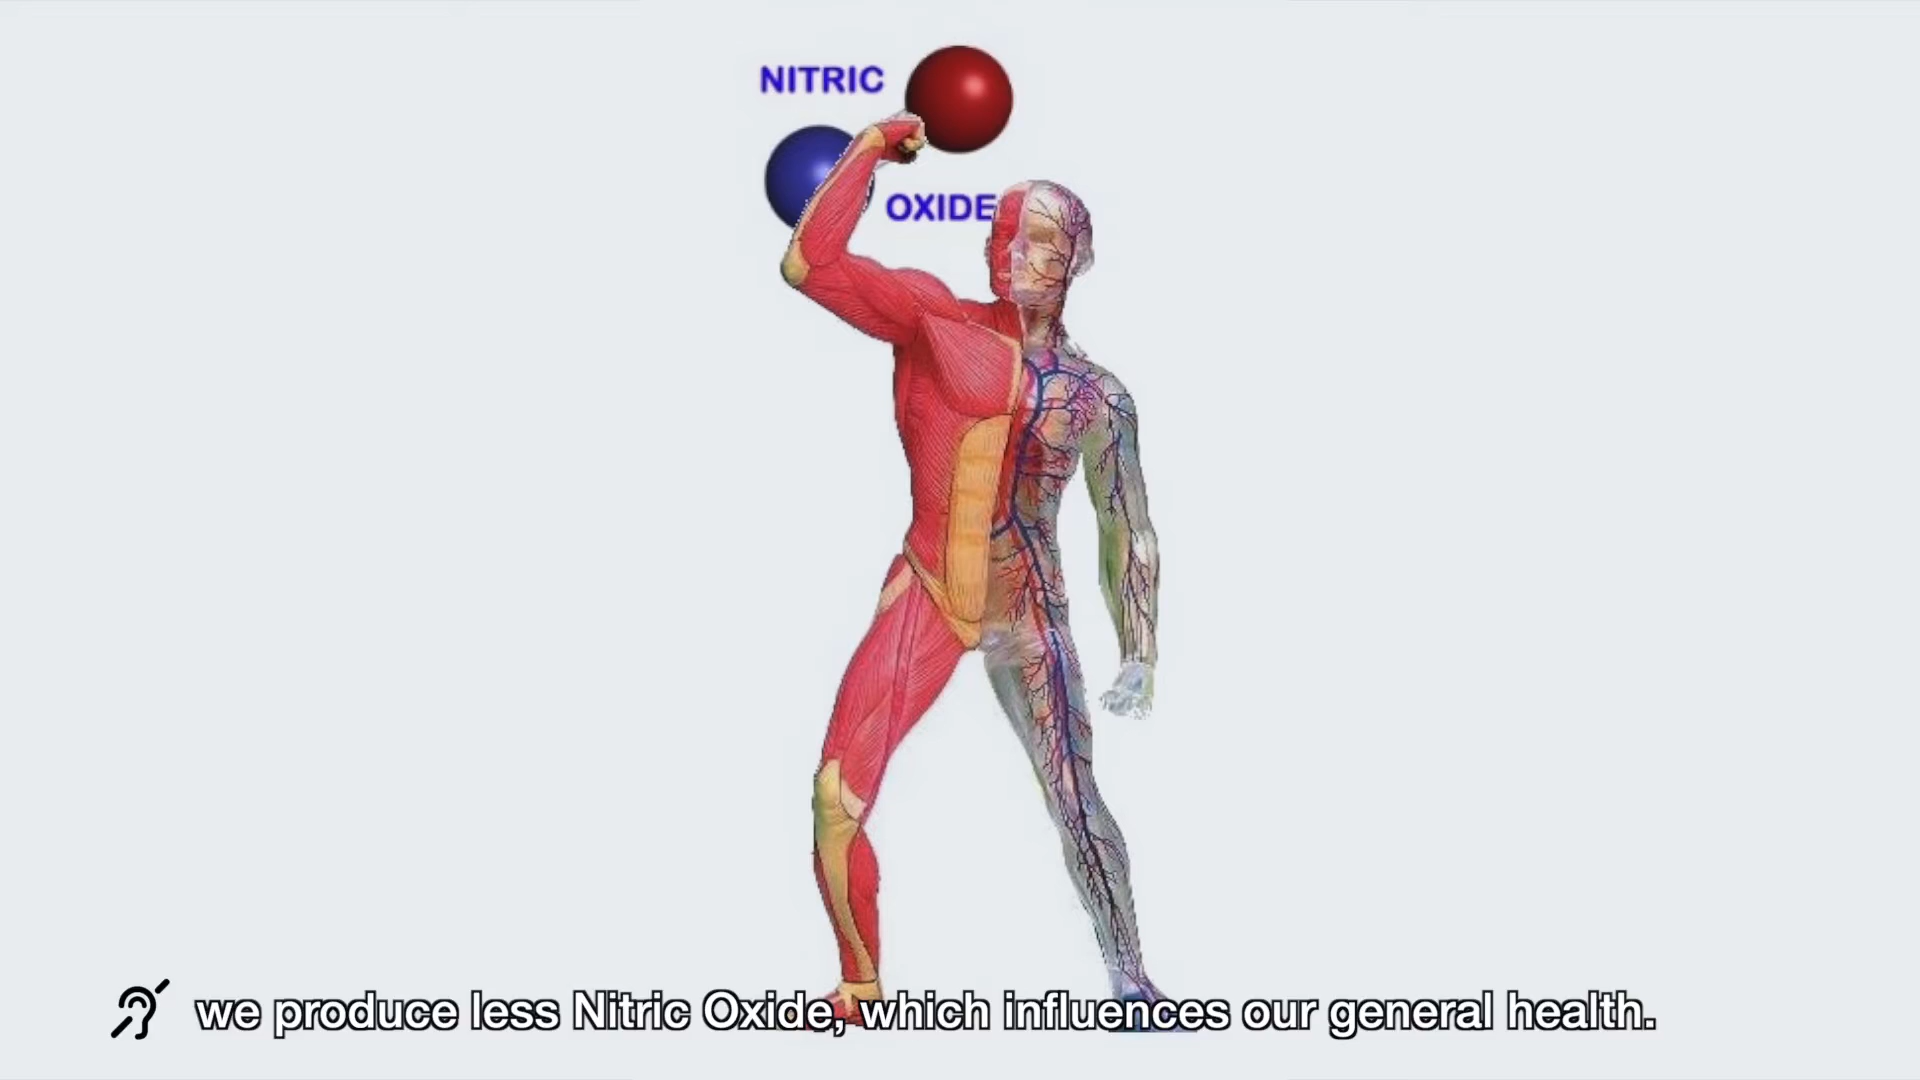 NITRIC
OXIDE
we produce less Nitric Oxide, which influences our general health.